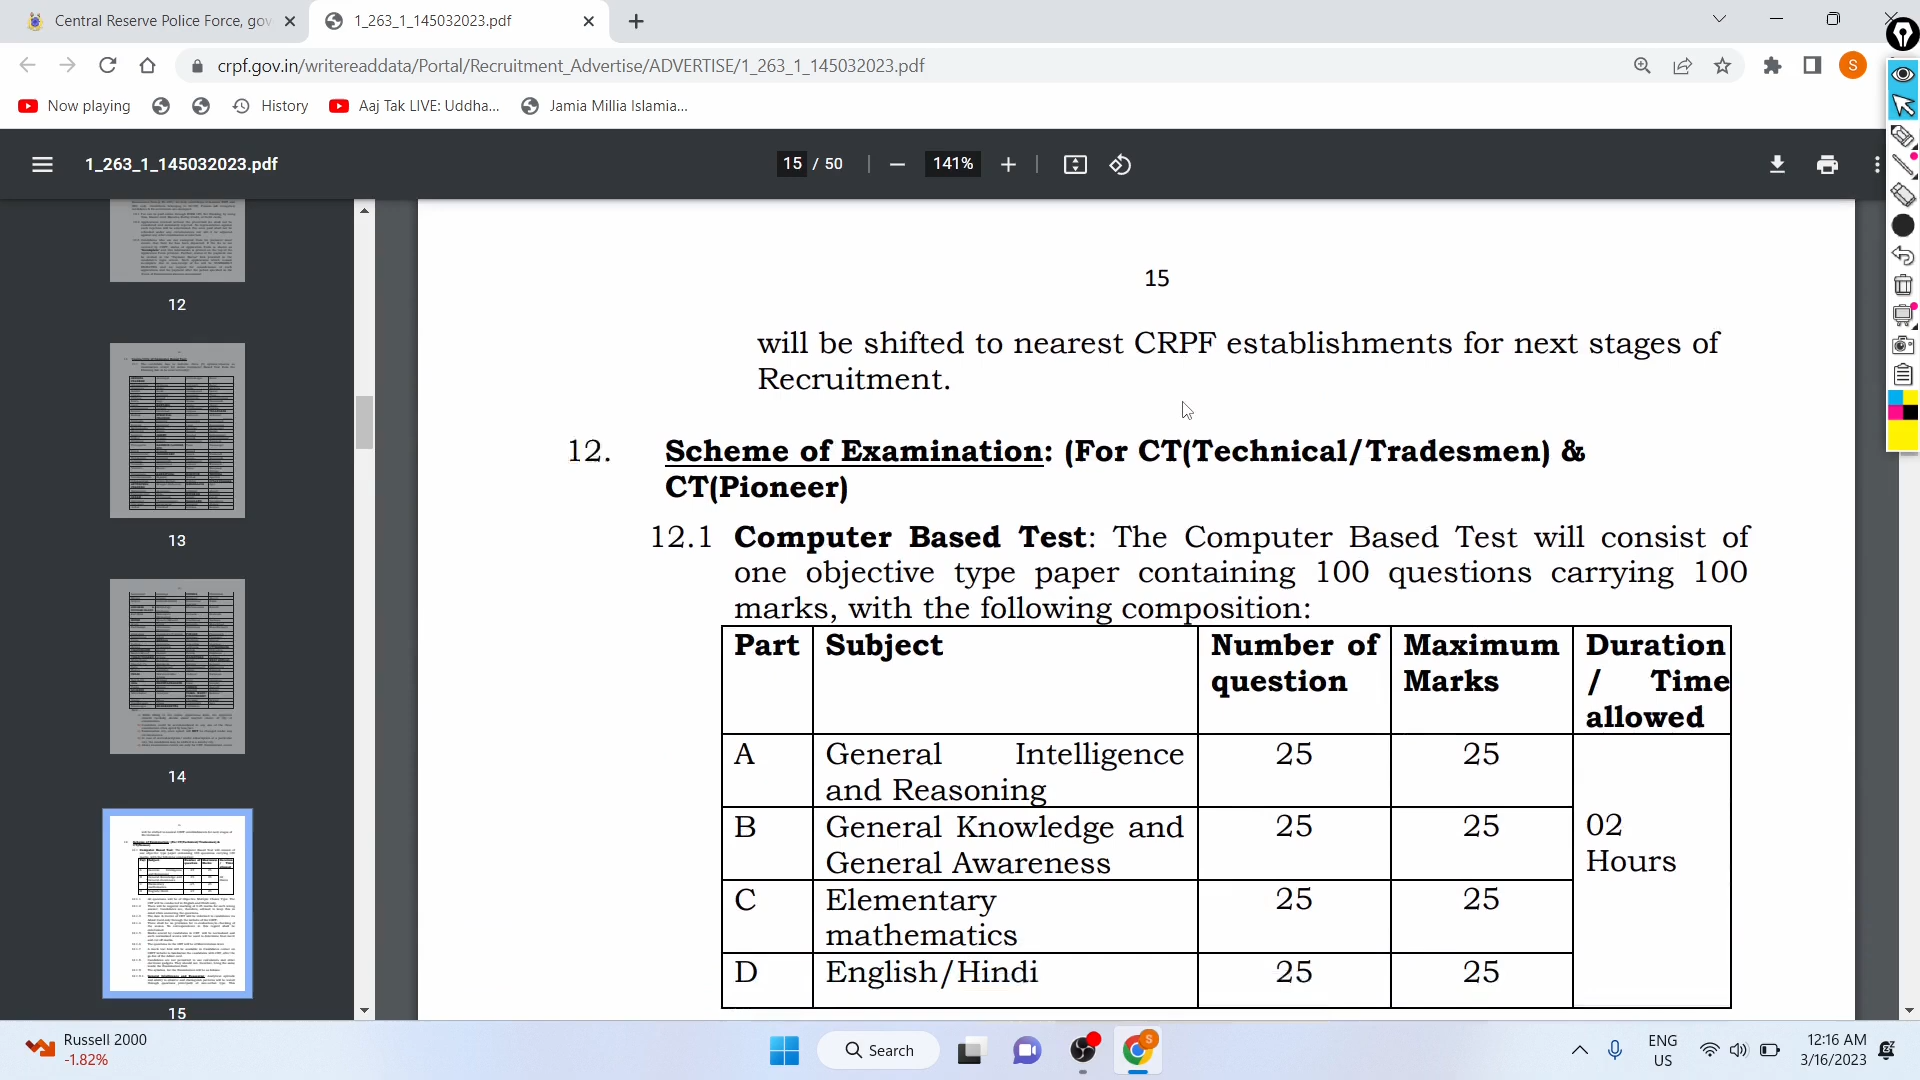 Central Reserve Police Force, gov
1_263_1_145032023.pdf
crpf.gov.in/writereaddata/Portal/Recruitment_Advertise/ADVERTISE/1_263_1_145032023.pdf
S
Now playing
History
Aaj Tak LIVE: Uddha...
Jamia Millia Islamia...
1_263_1_145032023.pdf
15 / 50
141%
12
13
14
15
15
will be shifted to nearest CRPF establishments for next stages of
Recruitment.
12. Scheme of Examination: (For CT(Technical/Tradesmen) &
CT(Pioneer)
12.1 Computer Based Test: The Computer Based Test will consist of
one objective type paper containing 100 questions carrying 100
marks, with the following composition:
Part Subject Number of question Maximum Marks Duration / Time allowed
A General Intelligence and Reasoning 25 25
B General Knowledge and General Awareness 25 25 02 Hours
C Elementary mathematics 25 25
D English/Hindi 25 25
Russell 2000
-1.82%
Search
S
ENG
US
12:16 AM
3/16/2023